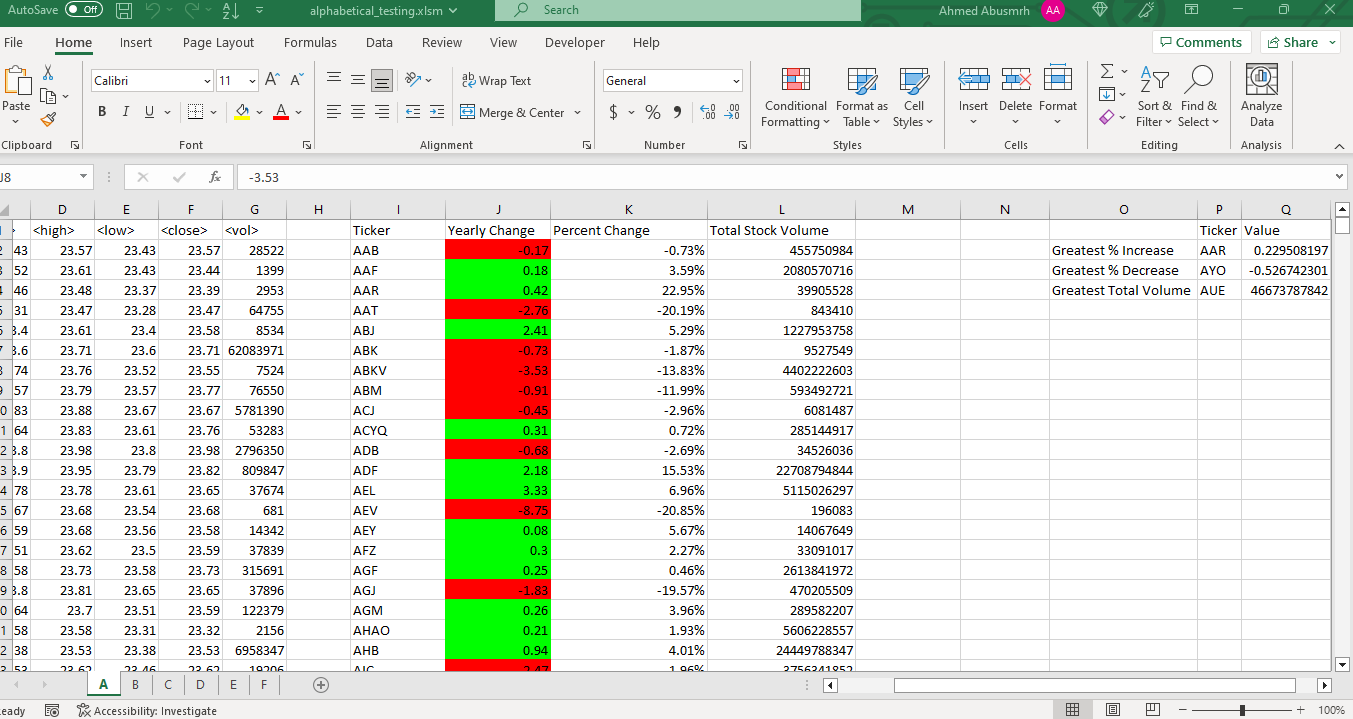 AutoSave Off alphabetical_testing.xlsm Search Ahmed Abusmrh AA
File Home Insert Page Layout Formulas Data Review View Developer Help Comments Share
Paste Calibri 11 Wrap Text General Conditional Formatting Format as Table Cell Styles Insert Delete Format Sort & Filter Find & Select Analyze Data
B I U Merge & Center $ % 9
Clipboard Font Alignment Number Styles Cells Editing Analysis
J8 fx -3.53
D E F G H I J K L M N O P Q
<high> <low> <close> <vol> Ticker Yearly Change Percent Change Total Stock Volume Ticker Value
43 23.57 23.43 23.57 28522 AAB -0.17 -0.73% 455750984 Greatest % Increase AAR 0.229508197
52 23.61 23.43 23.44 1399 AAF 0.18 3.59% 2080570716 Greatest % Decrease AYO -0.526742301
46 23.48 23.37 23.39 2953 AAR 0.42 22.95% 39905528 Greatest Total Volume AUE 46673787842
31 23.47 23.28 23.47 64755 AAT -2.76 -20.19% 843410
3.4 23.61 23.4 23.58 8534 ABJ 2.41 5.29% 1227953758
3.6 23.71 23.6 23.71 62083971 ABK -0.73 -1.87% 9527549
74 23.76 23.52 23.55 7524 ABKV -3.53 -13.83% 4402222603
57 23.79 23.57 23.77 76550 ABM -0.91 -11.99% 593492721
83 23.88 23.67 23.67 5781390 ACJ -0.45 -2.96% 6081487
64 23.83 23.61 23.76 53283 ACYQ 0.31 0.72% 285144917
3.8 23.98 23.8 23.98 2796350 ADB -0.68 -2.69% 34526036
3.9 23.95 23.79 23.82 809847 ADF 2.18 15.53% 22708794844
78 23.78 23.61 23.65 37674 AEL 3.33 6.96% 5115026297
67 23.68 23.54 23.68 681 AEV -8.75 -20.85% 196083
59 23.68 23.56 23.58 14342 AEY 0.08 5.67% 14067649
51 23.62 23.5 23.59 37839 AFZ 0.3 2.27% 33091017
58 23.73 23.58 23.73 315691 AGF 0.25 0.46% 2613841972
3.8 23.81 23.65 23.65 37896 AGJ -1.83 -19.57% 470205509
64 23.7 23.51 23.59 122379 AGM 0.26 3.96% 289582207
58 23.58 23.31 23.32 2156 AHAO 0.21 1.93% 5606228557
38 23.53 23.38 23.53 6958347 AHB 0.94 4.01% 24449788347
A B C D E F
Accessibility: Investigate 100%